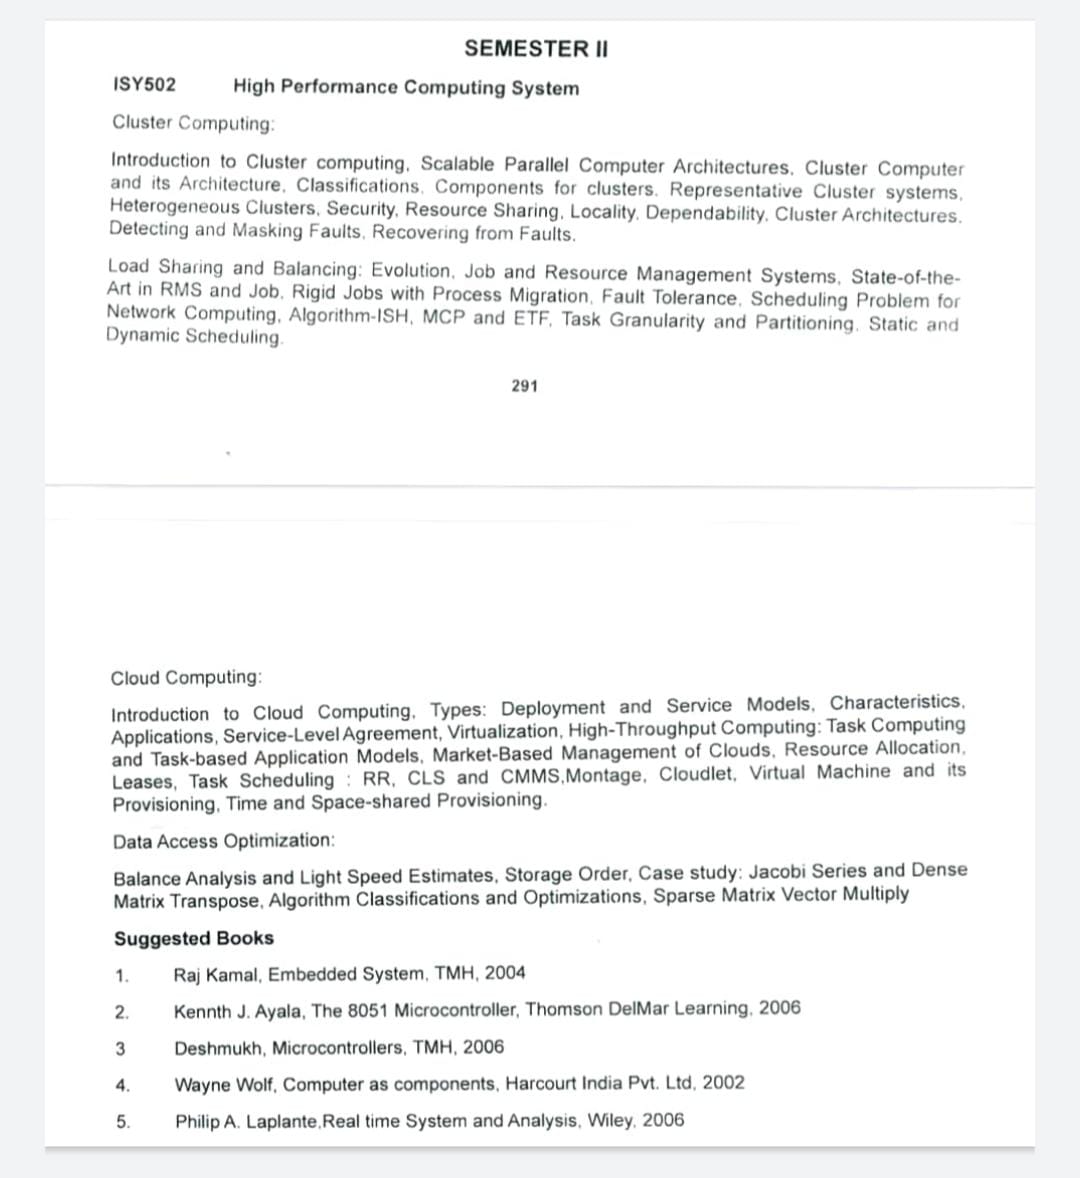 SEMESTER II
ISY502 High Performance Computing System
Cluster Computing:
Introduction to Cluster computing, Scalable Parallel Computer Architectures, Cluster Computer
and its Architecture, Classifications, Components for clusters. Representative Cluster systems,
Heterogeneous Clusters, Security, Resource Sharing, Locality, Dependability, Cluster Architectures.
Detecting and Masking Faults, Recovering from Faults.
Load Sharing and Balancing: Evolution, Job and Resource Management Systems, State-of-the-
Art in RMS and Job, Rigid Jobs with Process Migration, Fault Tolerance, Scheduling Problem for
Network Computing, Algorithm-ISH, MCP and ETF, Task Granularity and Partitioning. Static and
Dynamic Scheduling.
291
Cloud Computing:
Introduction to Cloud Computing, Types: Deployment and Service Models, Characteristics,
Applications, Service-Level Agreement, Virtualization, High-Throughput Computing: Task Computing
and Task-based Application Models, Market-Based Management of Clouds, Resource Allocation,
Leases, Task Scheduling : RR, CLS and CMMS,Montage, Cloudlet, Virtual Machine and its
Provisioning, Time and Space-shared Provisioning.
Data Access Optimization:
Balance Analysis and Light Speed Estimates, Storage Order, Case study: Jacobi Series and Dense
Matrix Transpose, Algorithm Classifications and Optimizations, Sparse Matrix Vector Multiply
Suggested Books
1. Raj Kamal, Embedded System, TMH, 2004
2. Kennth J. Ayala, The 8051 Microcontroller, Thomson DelMar Learning, 2006
3 Deshmukh, Microcontrollers, TMH, 2006
4. Wayne Wolf, Computer as components, Harcourt India Pvt. Ltd, 2002
5. Philip A. Laplante,Real time System and Analysis, Wiley, 2006